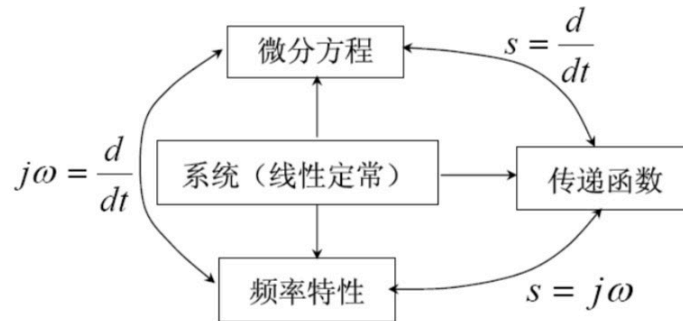 微分方程
s = d/dt
jω = d/dt
系统（线性定常）
传递函数
频率特性
s = jω